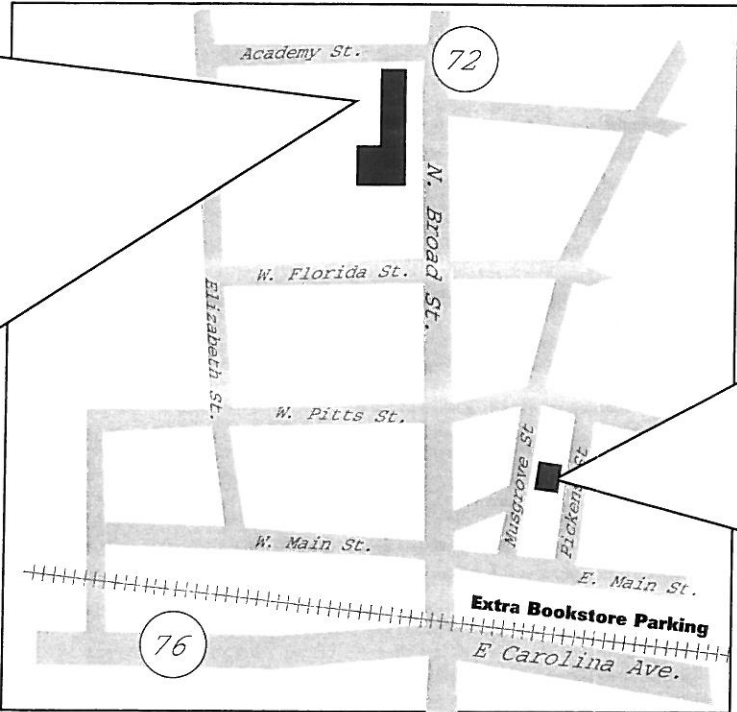 Academy St.
72
N. Broad St.
W. Florida St.
Elizabeth St.
W. Pitts St.
Musgrove St
Pickens St
W. Main St.
E. Main St.
Extra Bookstore Parking
76
E Carolina Ave.